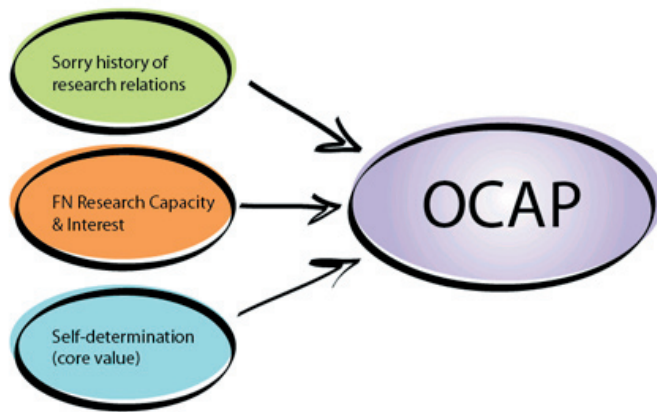 Sorry history of
research relations
FN Research Capacity
& Interest
Self-determination
(core value)
OCAP